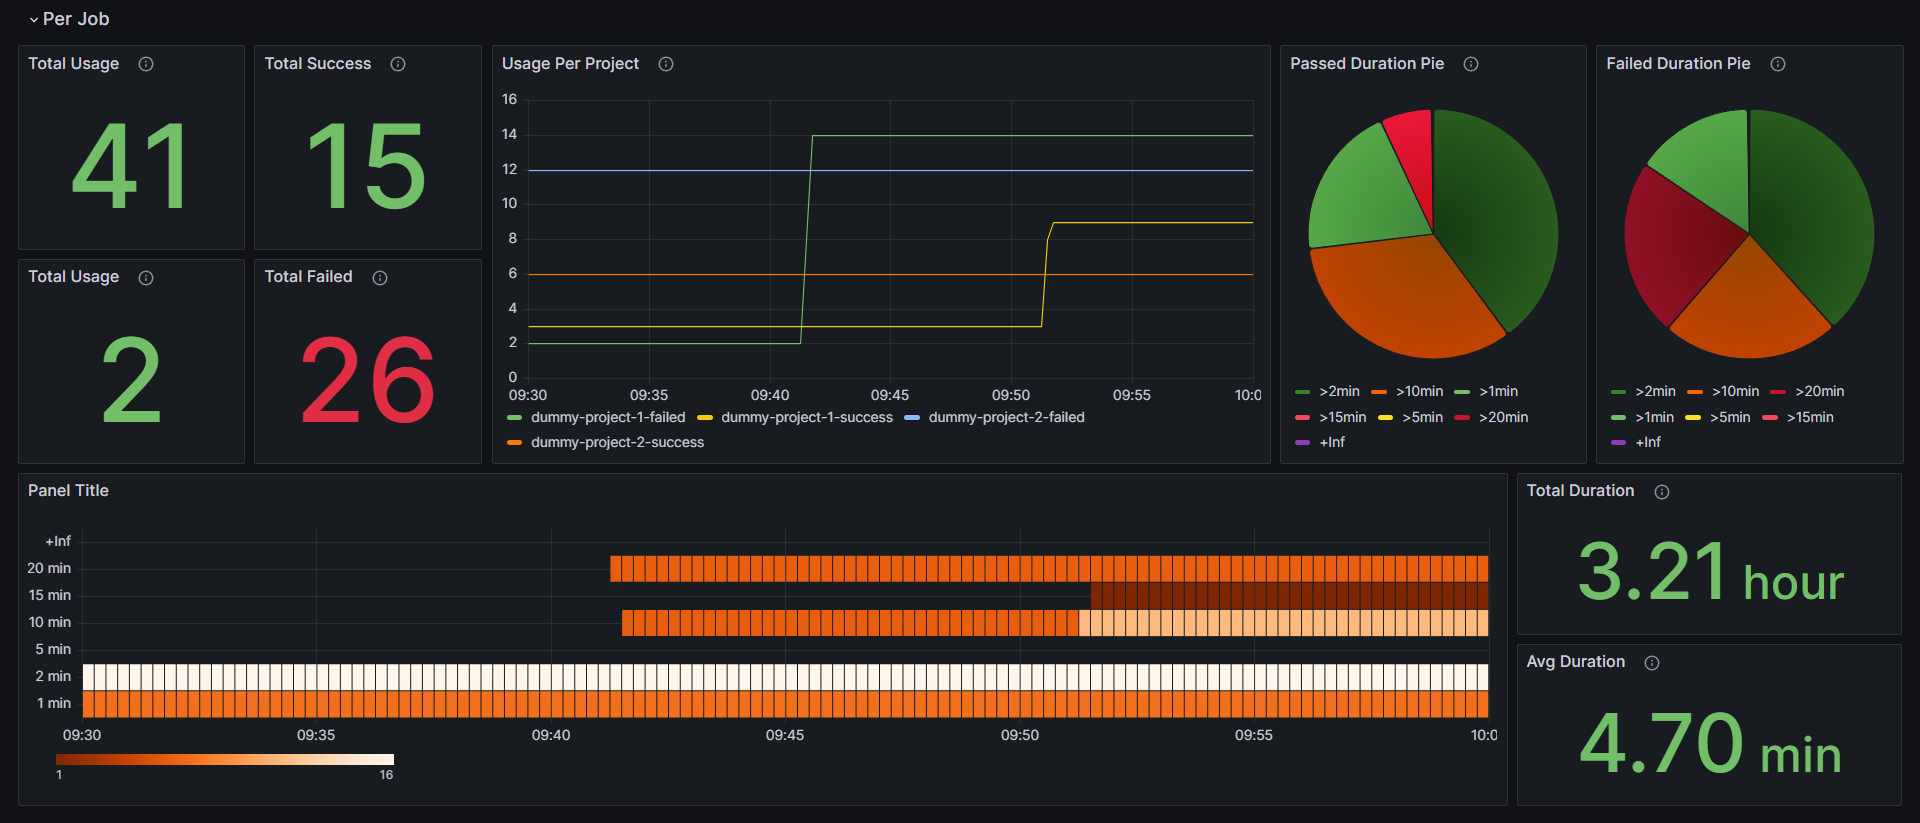 Per Job
Total Usage
41
Total Success
15
Total Usage
2
Total Failed
26
Usage Per Project
16
14
12
10
8
6
4
2
0
09:30 09:35 09:40 09:45 09:50 09:55 10:0
dummy-project-1-failed dummy-project-1-success dummy-project-2-failed
dummy-project-2-success
Passed Duration Pie
>2min >10min >1min
>15min >5min >20min
+Inf
Failed Duration Pie
>2min >10min >20min
>1min >5min >15min
+Inf
Panel Title
+Inf
20 min
15 min
10 min
5 min
2 min
1 min
09:30 09:35 09:40 09:45 09:50 09:55 10:0
1 16
Total Duration
3.21 hour
Avg Duration
4.70 min